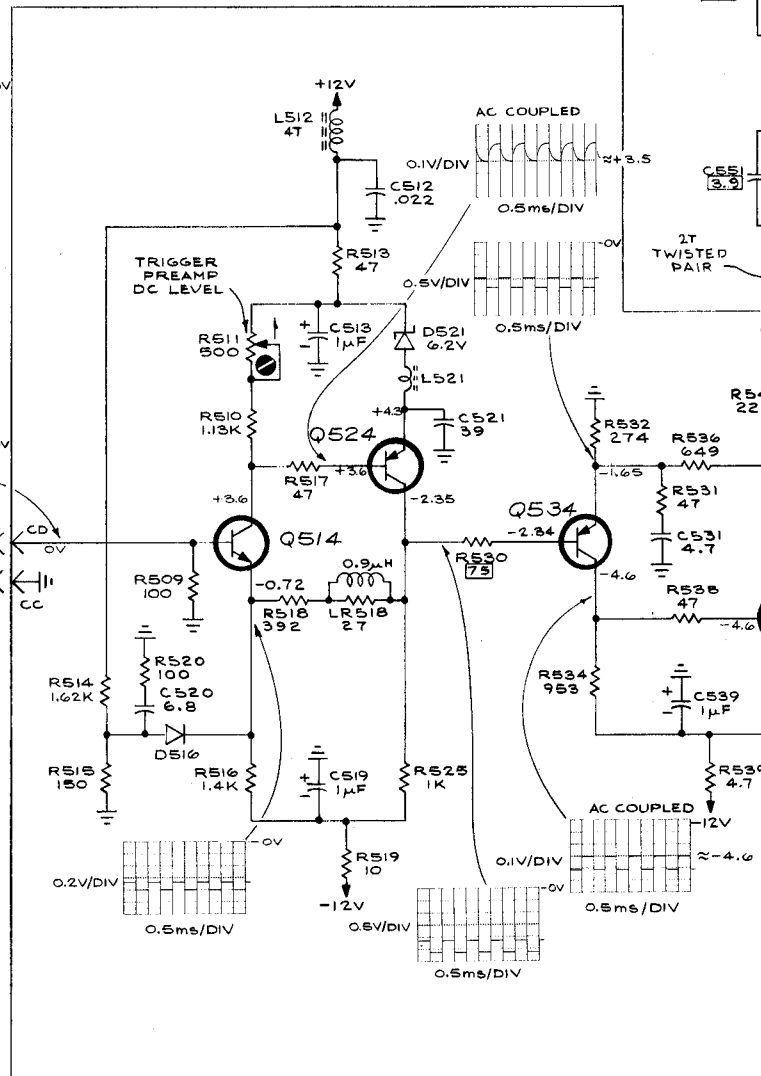 +12V
L512
4T
C512
.022
AC COUPLED
0.1V/DIV
≈+3.5
0.5ms/DIV
C551
3.9
2T
TWISTED
PAIR
TRIGGER
PREAMP
DC LEVEL
R513
47
0V
0.5V/DIV
0.5ms/DIV
R511
500
+
-
C513
1μF
D521
6.2V
L521
R510
1.13K
Q524
+4.3
C521
39
R532
274
R54
22
R536
649
+3.6
R517
47
-2.35
-1.65
R531
47
+3.6
Q514
Q534
-2.34
C531
4.7
CD
0V
CC
R509
100
0.9μH
R530
75
-4.6
-0.72
R518
392
LR518
27
R538
47
-4.6
R520
100
C520
6.8
R514
1.62K
R534
953
+
-
C539
1μF
D516
R515
150
R516
1.4K
+
-
C519
1μF
R525
1K
R539
4.7
-12V
-0V
0.2V/DIV
0.5ms/DIV
R519
10
-12V
AC COUPLED
0.1V/DIV
≈-4.6
0.5ms/DIV
-0V
0.5V/DIV
0.5ms/DIV